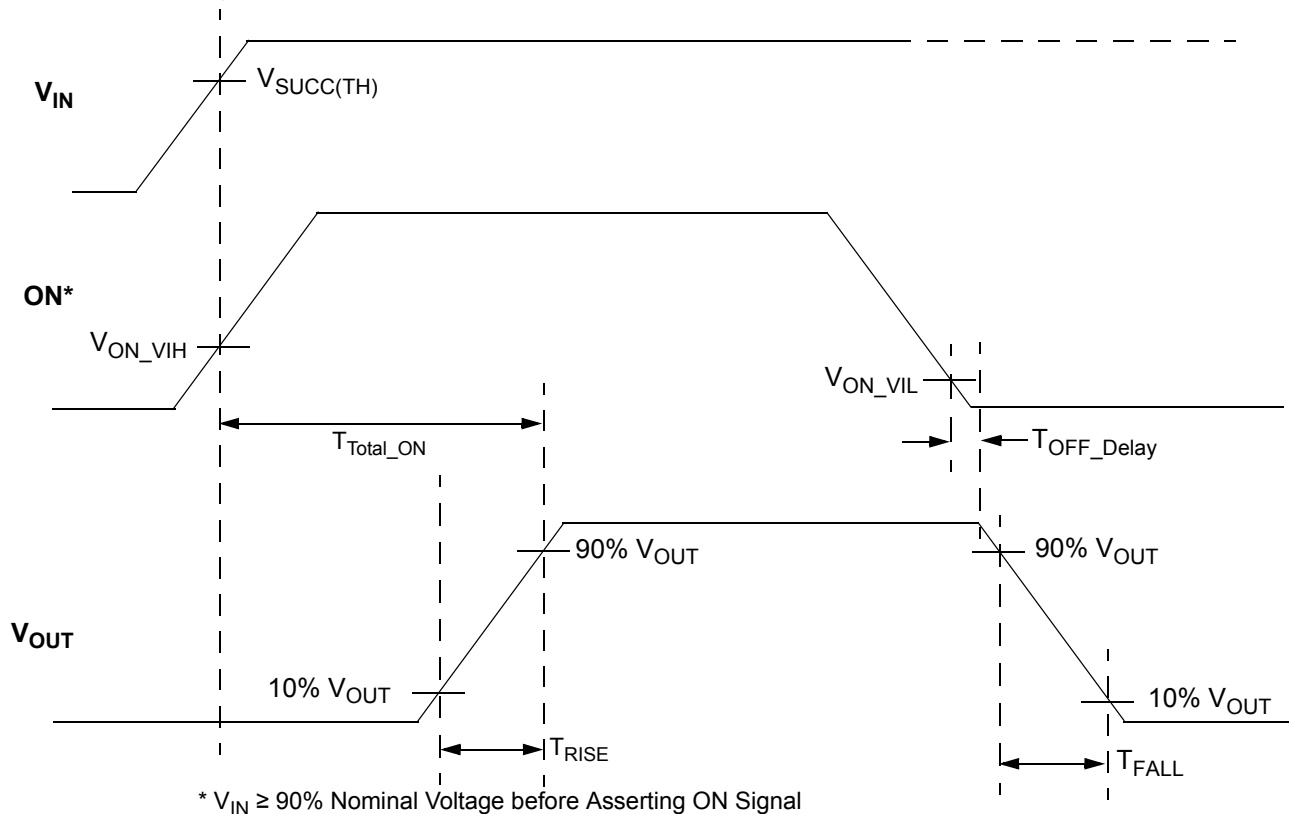 V_IN
V_SUCC(TH)
ON*
V_ON_VIH
V_ON_VIL
T_Total_ON
T_OFF_Delay
90% V_OUT
90% V_OUT
V_OUT
10% V_OUT
10% V_OUT
T_RISE
T_FALL
* V_IN ≥ 90% Nominal Voltage before Asserting ON Signal